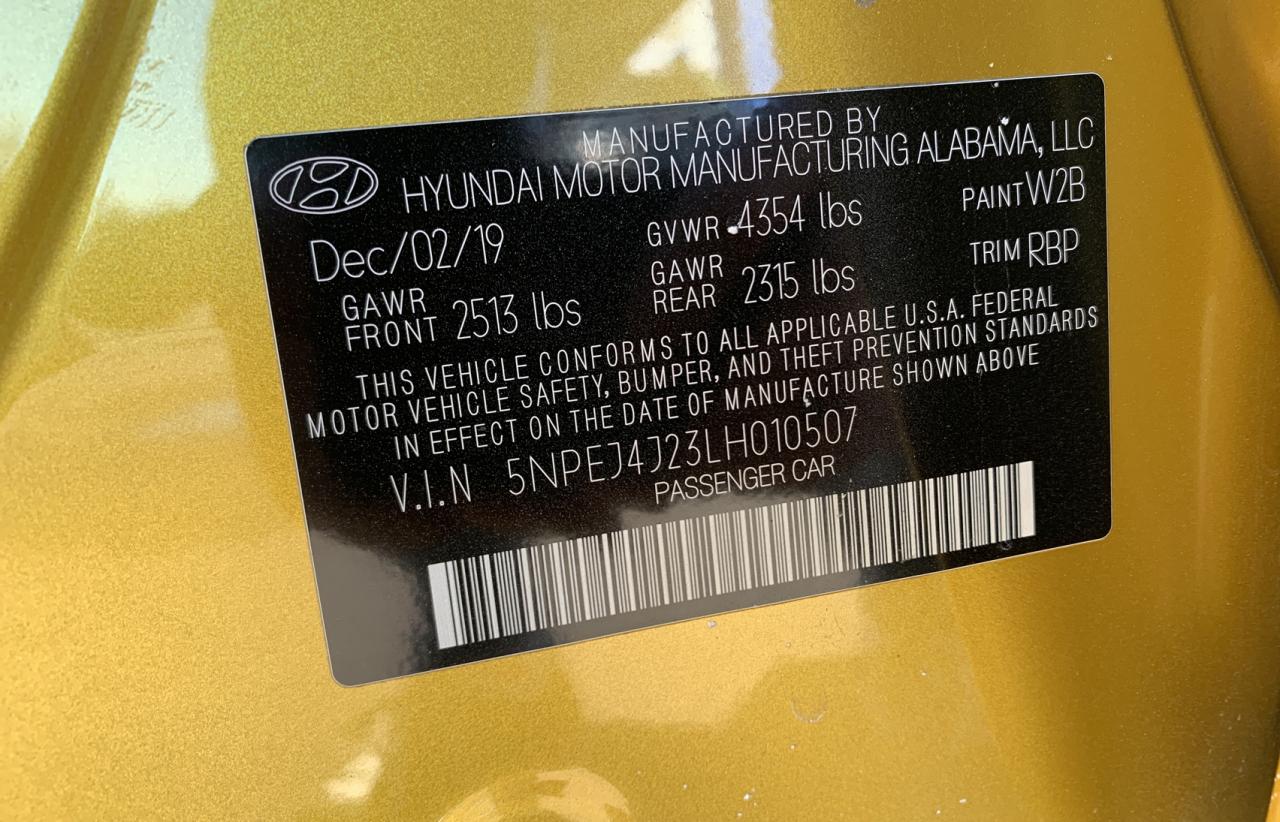 MANUFACTURED BY
HYUNDAI MOTOR MANUFACTURING ALABAMA, LLC
Dec/02/19 GVWR 4354 lbs PAINT W2B
GAWR FRONT 2513 lbs GAWR REAR 2315 lbs TRIM RBP
THIS VEHICLE CONFORMS TO ALL APPLICABLE U.S.A. FEDERAL
MOTOR VEHICLE SAFETY, BUMPER, AND THEFT PREVENTION STANDARDS
IN EFFECT ON THE DATE OF MANUFACTURE SHOWN ABOVE
V.I.N 5NPEJ4J23LH010507
PASSENGER CAR